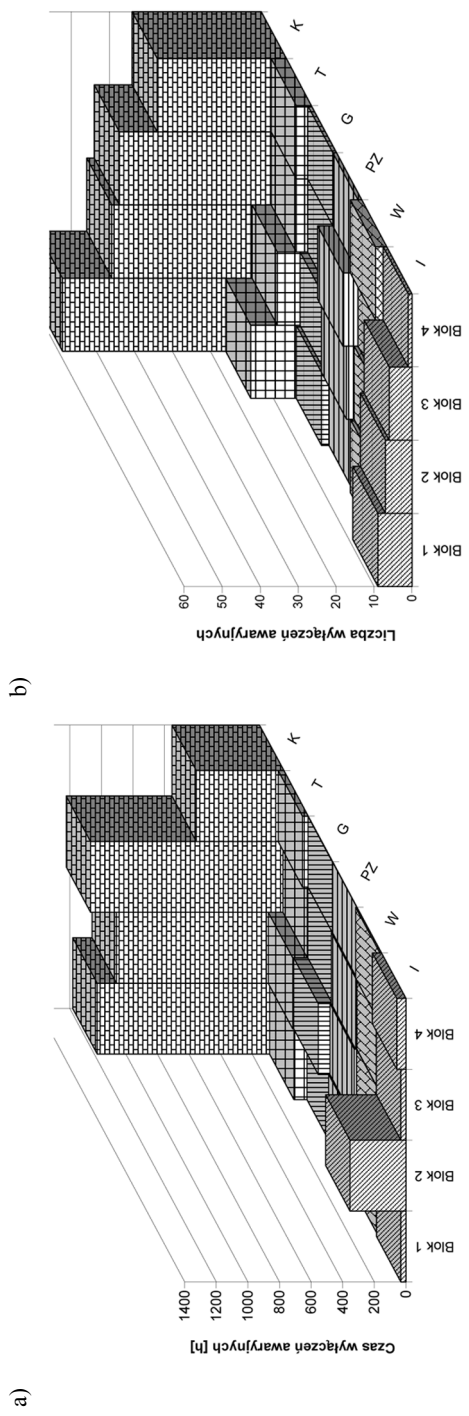 a)
Czas wyłączeń awaryjnych [h]
1400
1200
1000
800
600
400
200
0
Blok 1
Blok 2
Blok 3
Blok 4
I
W
PZ
G
T
K
b)
Liczba wyłączeń awaryjnych
60
50
40
30
20
10
0
Blok 1
Blok 2
Blok 3
Blok 4
I
W
PZ
G
T
K